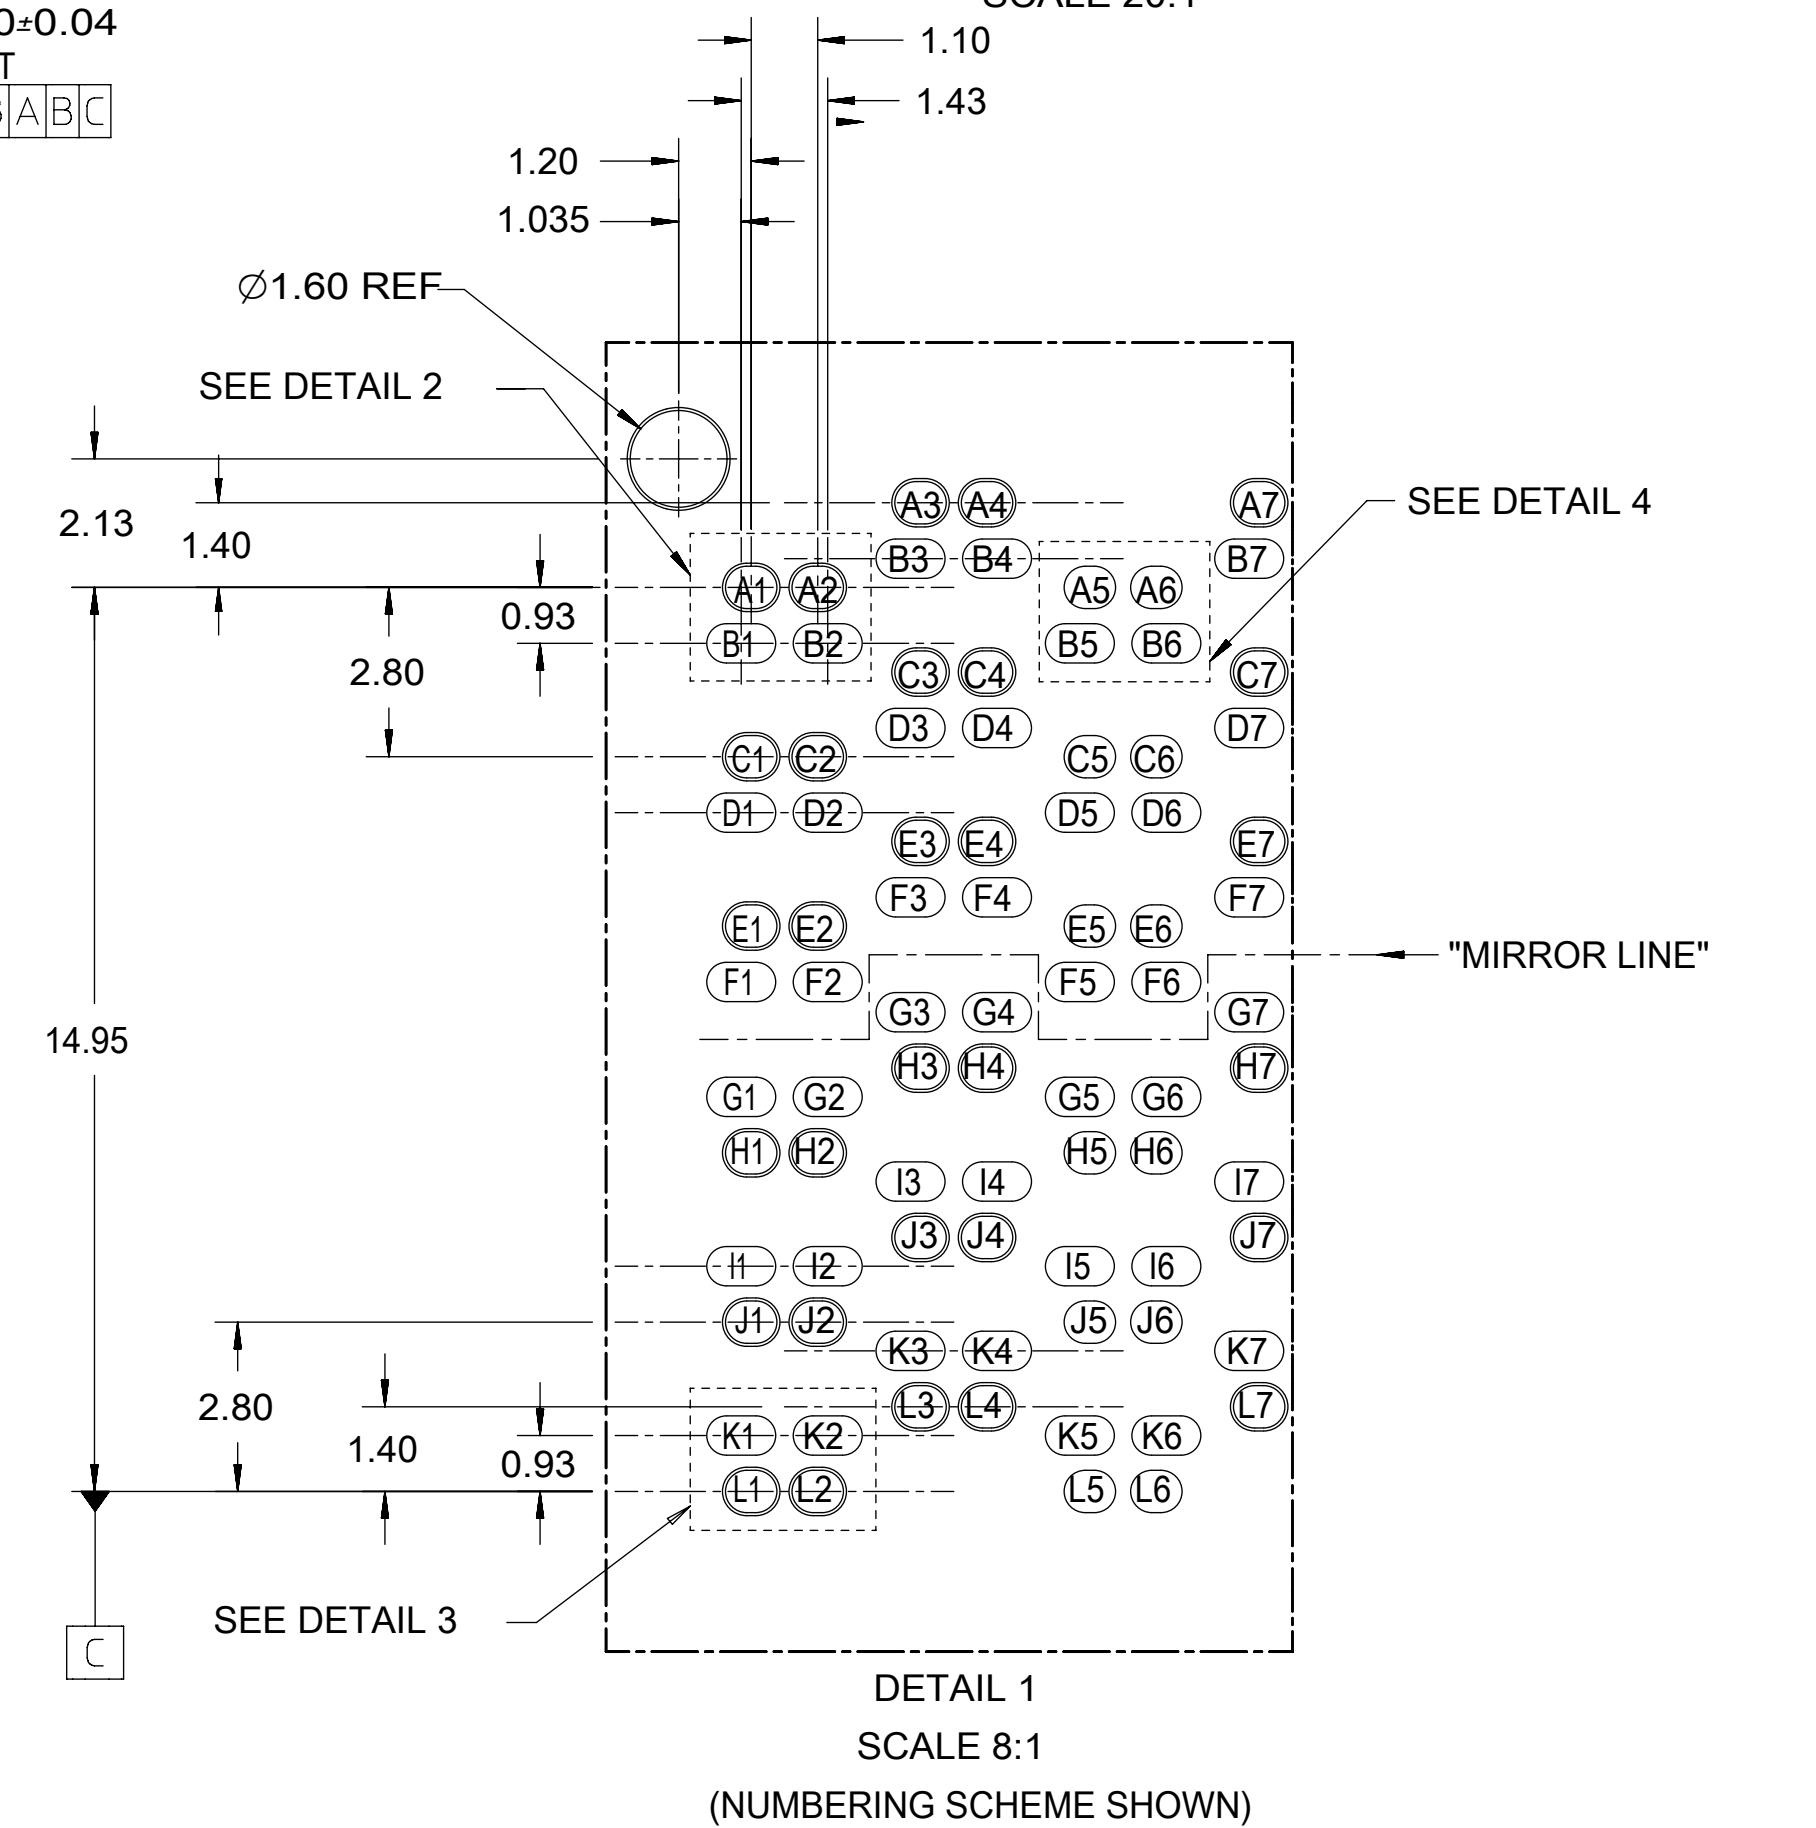 SCALE 20:1
0±0.04
1.10
A B C
1.43
1.20
1.035
Ø1.60 REF
SEE DETAIL 2
A3 A4 A7
SEE DETAIL 4
2.13
1.40
B3 B4 B7
A1 A2 A5 A6
0.93
B1 B2 B5 B6
2.80
C3 C4 C7
D3 D4 D7
C1 C2 C5 C6
D1 D2 D5 D6
E3 E4 E7
F3 F4 F7
E1 E2 E5 E6
"MIRROR LINE"
F1 F2 F5 F6
G3 G4 G7
14.95
H3 H4 H7
G1 G2 G5 G6
H1 H2 H5 H6
I3 I4 I7
J3 J4 J7
I1 I2 I5 I6
J1 J2 J5 J6
K3 K4 K7
2.80
L3 L4 L7
K1 K2 K5 K6
1.40
0.93
L1 L2 L5 L6
SEE DETAIL 3
C
DETAIL 1
SCALE 8:1
(NUMBERING SCHEME SHOWN)